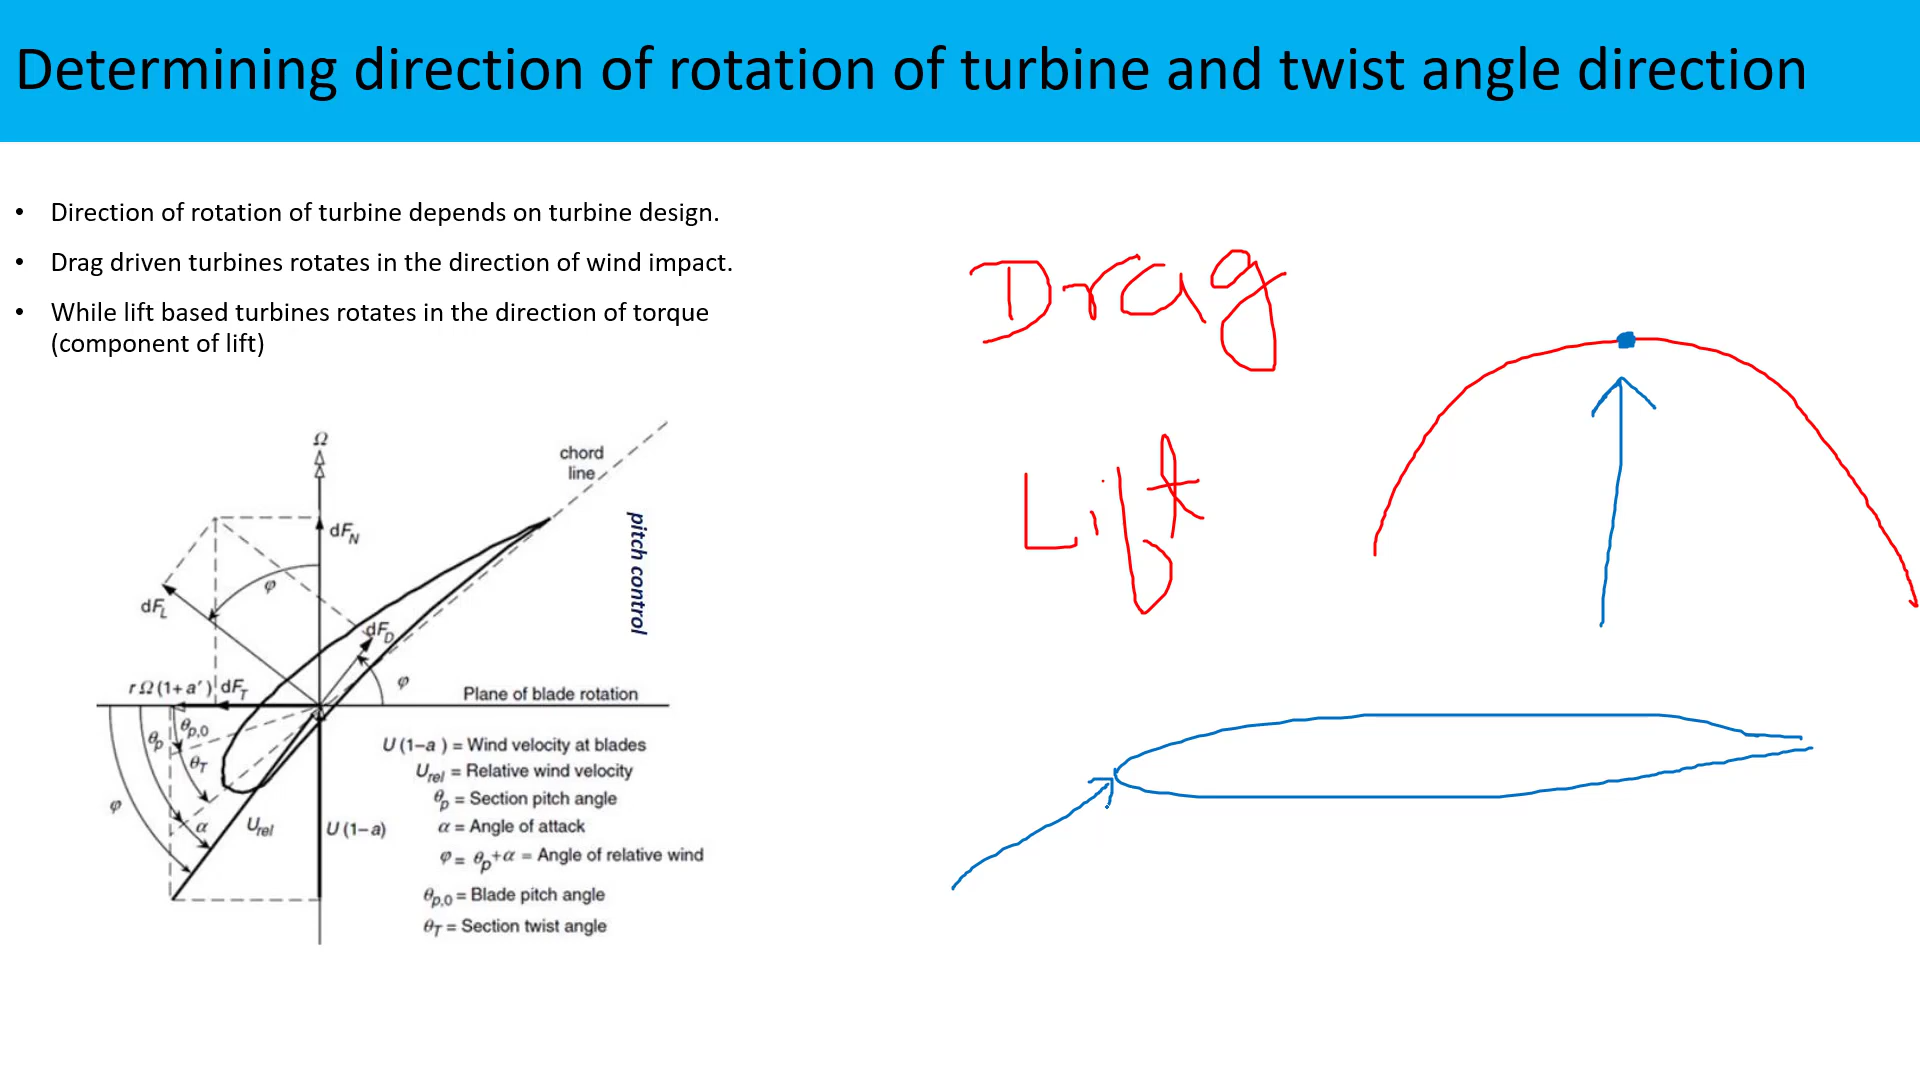 Determining direction of rotation of turbine and twist angle direction
• Direction of rotation of turbine depends on turbine design.
• Drag driven turbines rotates in the direction of wind impact.
• While lift based turbines rotates in the direction of torque
(component of lift)
Drag
Lift
Ω
chord
line
dF_N
pitch control
φ
dF_L
dF_D
φ
rΩ(1+a′) dF_T
Plane of blade rotation
θ_p,0
θ_p
θ_T
φ
α
U_rel
U (1–a)
U (1–a ) = Wind velocity at blades
U_rel = Relative wind velocity
θ_p = Section pitch angle
α = Angle of attack
φ = θ_p+α = Angle of relative wind
θ_p,0 = Blade pitch angle
θ_T = Section twist angle